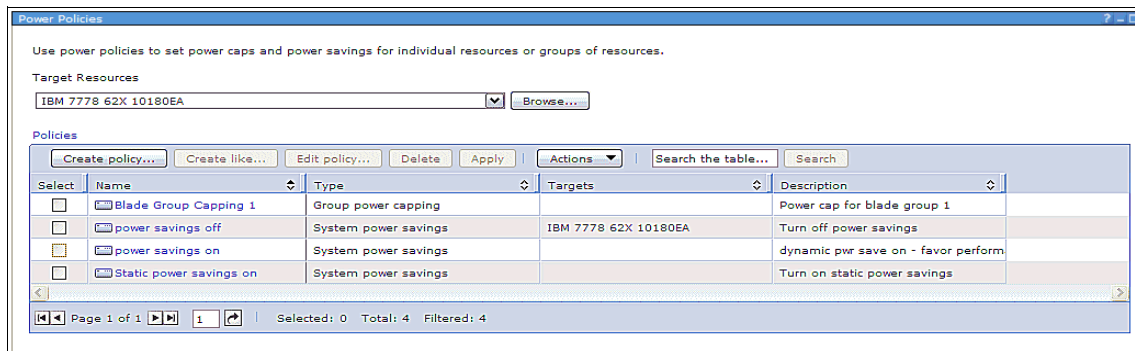 Power Policies ? –
Use power policies to set power caps and power savings for individual resources or groups of resources.
Target Resources
IBM 7778 62X 10180EA Browse...
Policies
Create policy... Create like... Edit policy... Delete Apply Actions Search the table... Search
Select Name Type Targets Description
Blade Group Capping 1 Group power capping Power cap for blade group 1
power savings off System power savings IBM 7778 62X 10180EA Turn off power savings
power savings on System power savings dynamic pwr save on - favor perform
Static power savings on System power savings Turn on static power savings
Page 1 of 1 1 Selected: 0 Total: 4 Filtered: 4